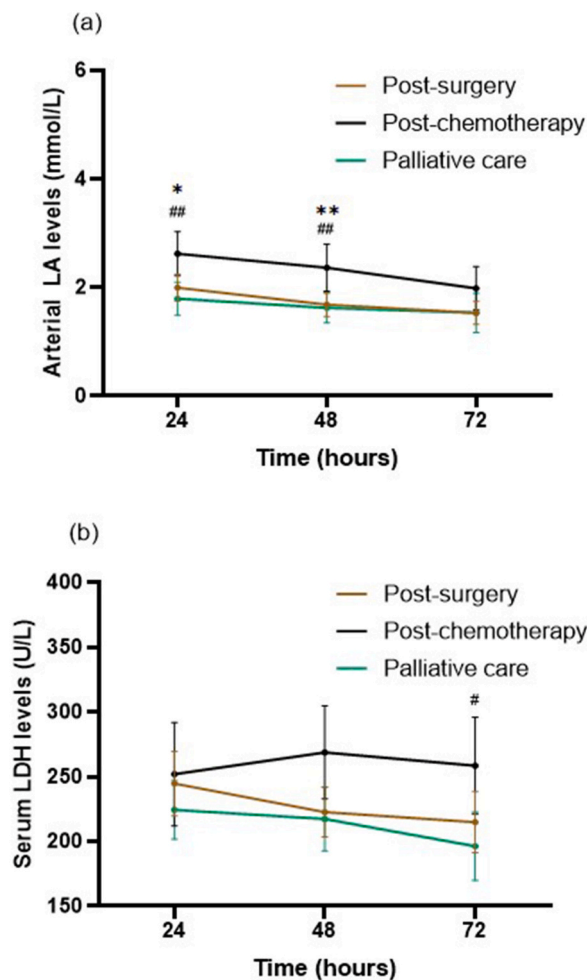 (a)
Arterial LA levels (mmol/L)
6
4
2
0
Post-surgery
Post-chemotherapy
Palliative care
*
##
**
##
24 48 72
Time (hours)
(b)
Serum LDH levels (U/L)
400
350
300
250
200
150
Post-surgery
Post-chemotherapy
Palliative care
#
24 48 72
Time (hours)